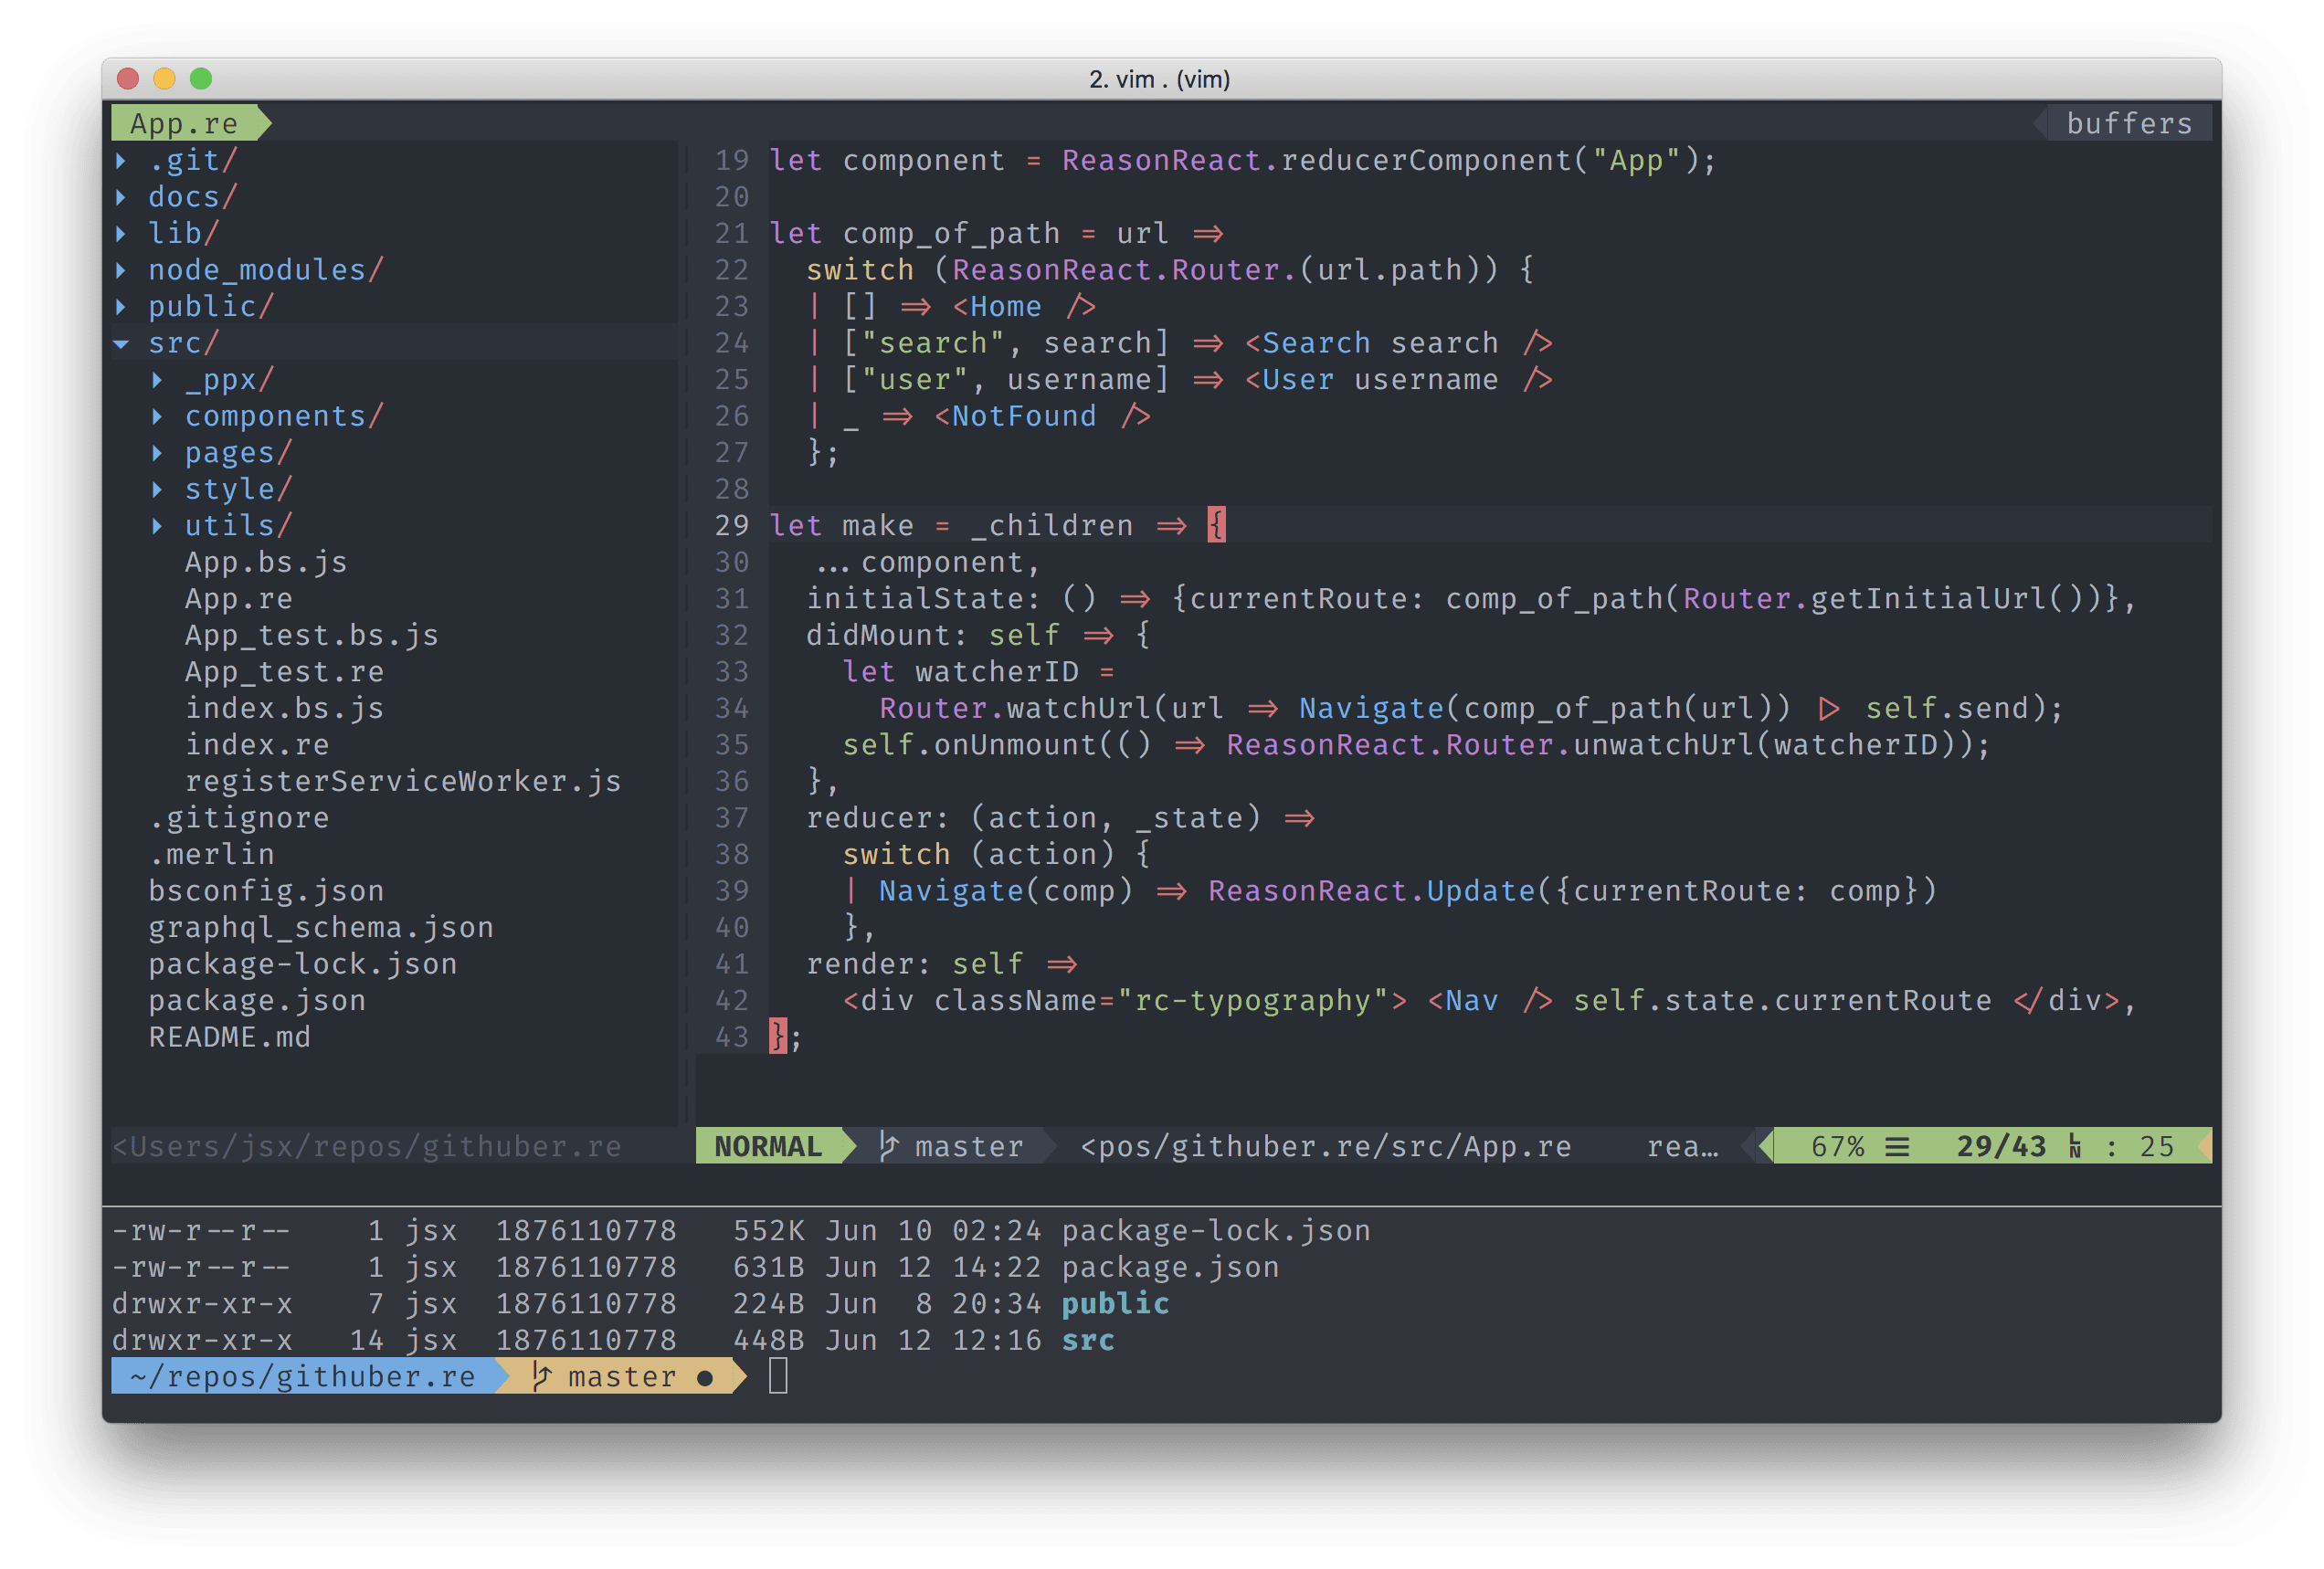 2. vim . (vim)
App.re
buffers
.git/
docs/
lib/
node_modules/
public/
src/
_ppx/
components/
pages/
style/
utils/
App.bs.js
App.re
App_test.bs.js
App_test.re
index.bs.js
index.re
registerServiceWorker.js
.gitignore
.merlin
bsconfig.json
graphql_schema.json
package-lock.json
package.json
README.md
<Users/jsx/repos/githuber.re
19 let component = ReasonReact.reducerComponent("App");
20
21 let comp_of_path = url =>
22   switch (ReasonReact.Router.(url.path)) {
23   | [] => <Home />
24   | ["search", search] => <Search search />
25   | ["user", username] => <User username />
26   | _ => <NotFound />
27   };
28
29 let make = _children => {
30   ...component,
31   initialState: () => {currentRoute: comp_of_path(Router.getInitialUrl())},
32   didMount: self => {
33     let watcherID =
34       Router.watchUrl(url => Navigate(comp_of_path(url)) |> self.send);
35     self.onUnmount(() => ReasonReact.Router.unwatchUrl(watcherID));
36   },
37   reducer: (action, _state) =>
38     switch (action) {
39     | Navigate(comp) => ReasonReact.Update({currentRoute: comp})
40     },
41   render: self =>
42     <div className="rc-typography"> <Nav /> self.state.currentRoute </div>,
43 };
NORMAL master <pos/githuber.re/src/App.re rea… 67% ☰ 29/43 ㏑ : 25
-rw-r--r-- 1 jsx 1876110778 552K Jun 10 02:24 package-lock.json
-rw-r--r-- 1 jsx 1876110778 631B Jun 12 14:22 package.json
drwxr-xr-x 7 jsx 1876110778 224B Jun 8 20:34 public
drwxr-xr-x 14 jsx 1876110778 448B Jun 12 12:16 src
~/repos/githuber.re master ●